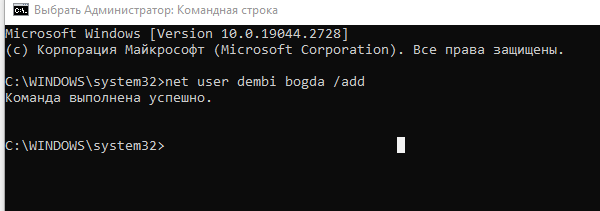 Выбрать Администратор: Командная строка
Microsoft Windows [Version 10.0.19044.2728]
(c) Корпорация Майкрософт (Microsoft Corporation). Все права защищены.
C:\WINDOWS\system32>net user dembi bogda /add
Команда выполнена успешно.
C:\WINDOWS\system32>